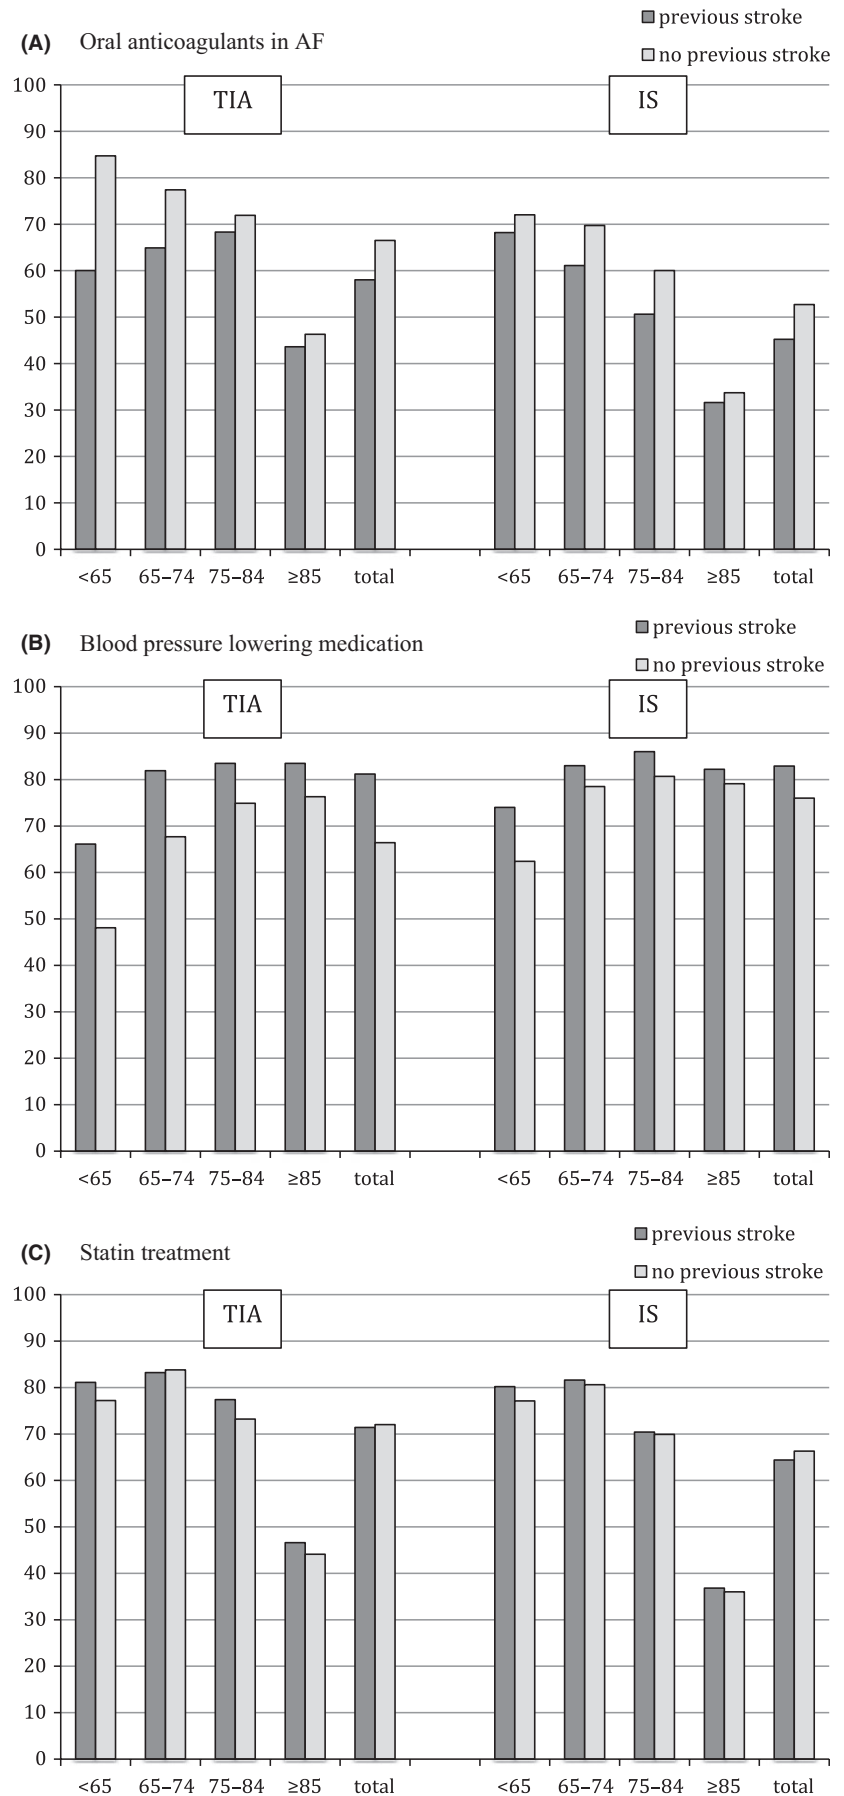 (A) Oral anticoagulants in AF
previous stroke
no previous stroke
TIA
IS
100
90
80
70
60
50
40
30
20
10
0
<65 65–74 75–84 ≥85 total <65 65–74 75–84 ≥85 total
(B) Blood pressure lowering medication
previous stroke
no previous stroke
TIA
IS
100
90
80
70
60
50
40
30
20
10
0
<65 65–74 75–84 ≥85 total <65 65–74 75–84 ≥85 total
(C) Statin treatment
previous stroke
no previous stroke
TIA
IS
100
90
80
70
60
50
40
30
20
10
0
<65 65–74 75–84 ≥85 total <65 65–74 75–84 ≥85 total